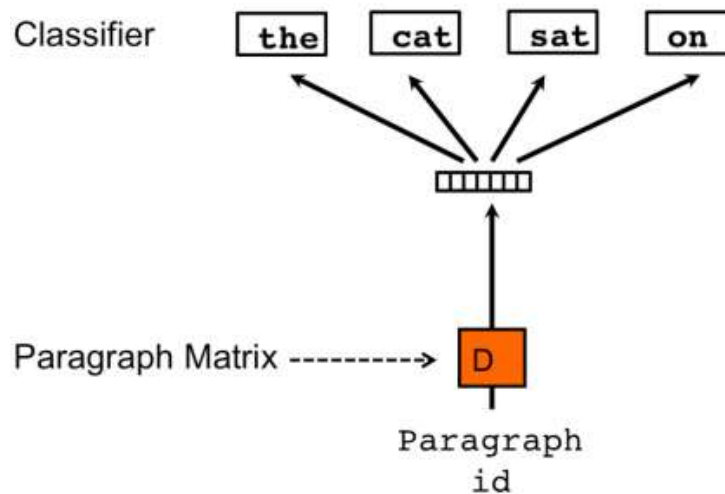 Classifier the cat sat on
Paragraph Matrix D
Paragraph
id